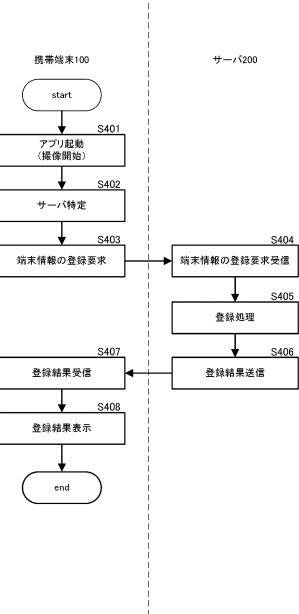 携帯端末100
サーバ200
start
S401
アプリ起動
（撮像開始）
S402
サーバ特定
S403
端末情報の登録要求
S404
端末情報の登録要求受信
S405
登録処理
S406
登録結果送信
S407
登録結果受信
S408
登録結果表示
end